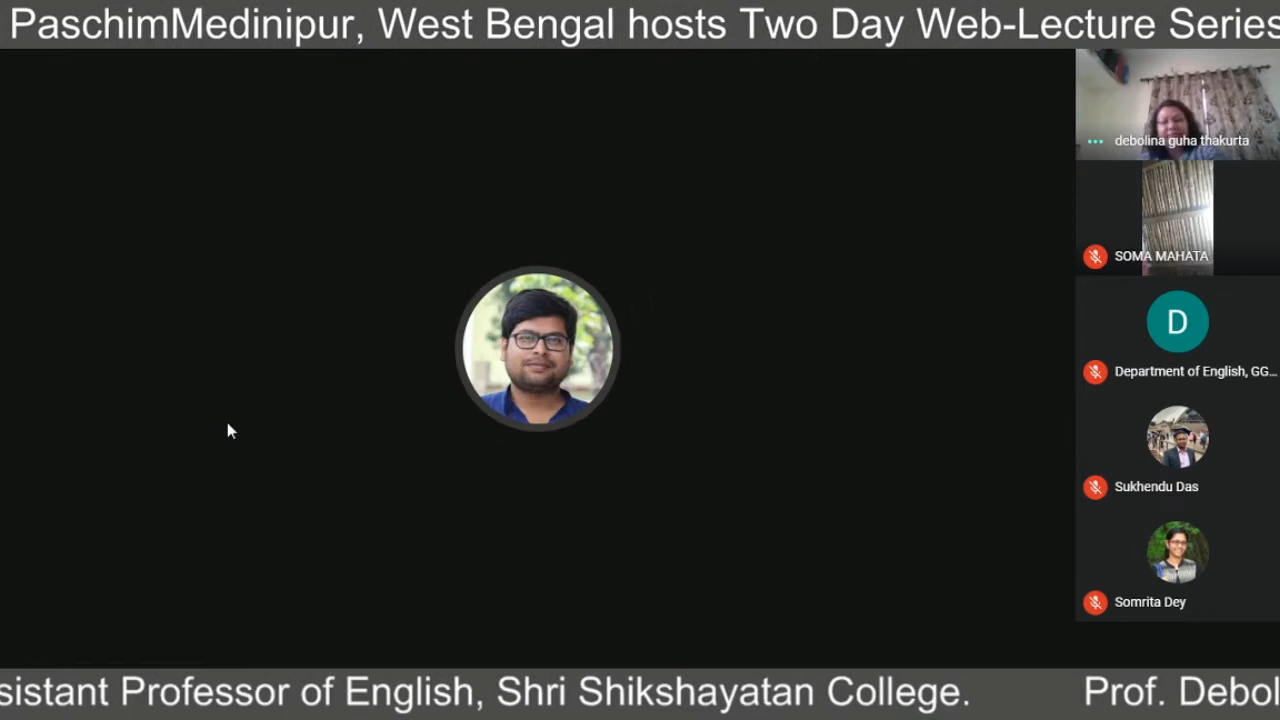 PaschimMedinipur, West Bengal hosts Two Day Web-Lecture Series
debolina guha thakurta
SOMA MAHATA
D
Department of English, GG...
Sukhendu Das
Somrita Dey
sistant Professor of English, Shri Shikshayatan College. Prof. Debol